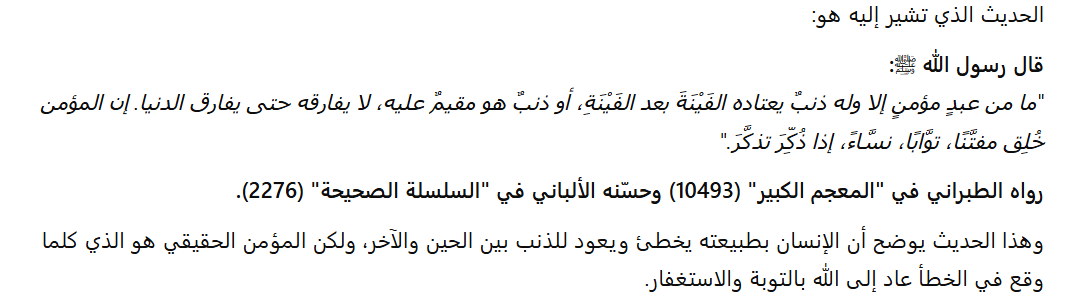 الحديث الذي تشير إليه هو:
قال رسول الله ﷺ:
"ما من عبدٍ مؤمنٍ إلا وله ذنبٌ يعتاده الفَيْنَةَ بعد الفَيْنَةِ، أو ذنبٌ هو مقيمٌ عليه، لا يفارقه حتى يفارق الدنيا. إن المؤمن
خُلِق مفتَّنًا، توَّابًا، نسَّاءً، إذا ذُكِّرَ تذكَّرَ."
رواه الطبراني في "المعجم الكبير" (10493) وحسّنه الألباني في "السلسلة الصحيحة" (2276).
وهذا الحديث يوضح أن الإنسان بطبيعته يخطئ ويعود للذنب بين الحين والآخر، ولكن المؤمن الحقيقي هو الذي كلما
وقع في الخطأ عاد إلى الله بالتوبة والاستغفار.